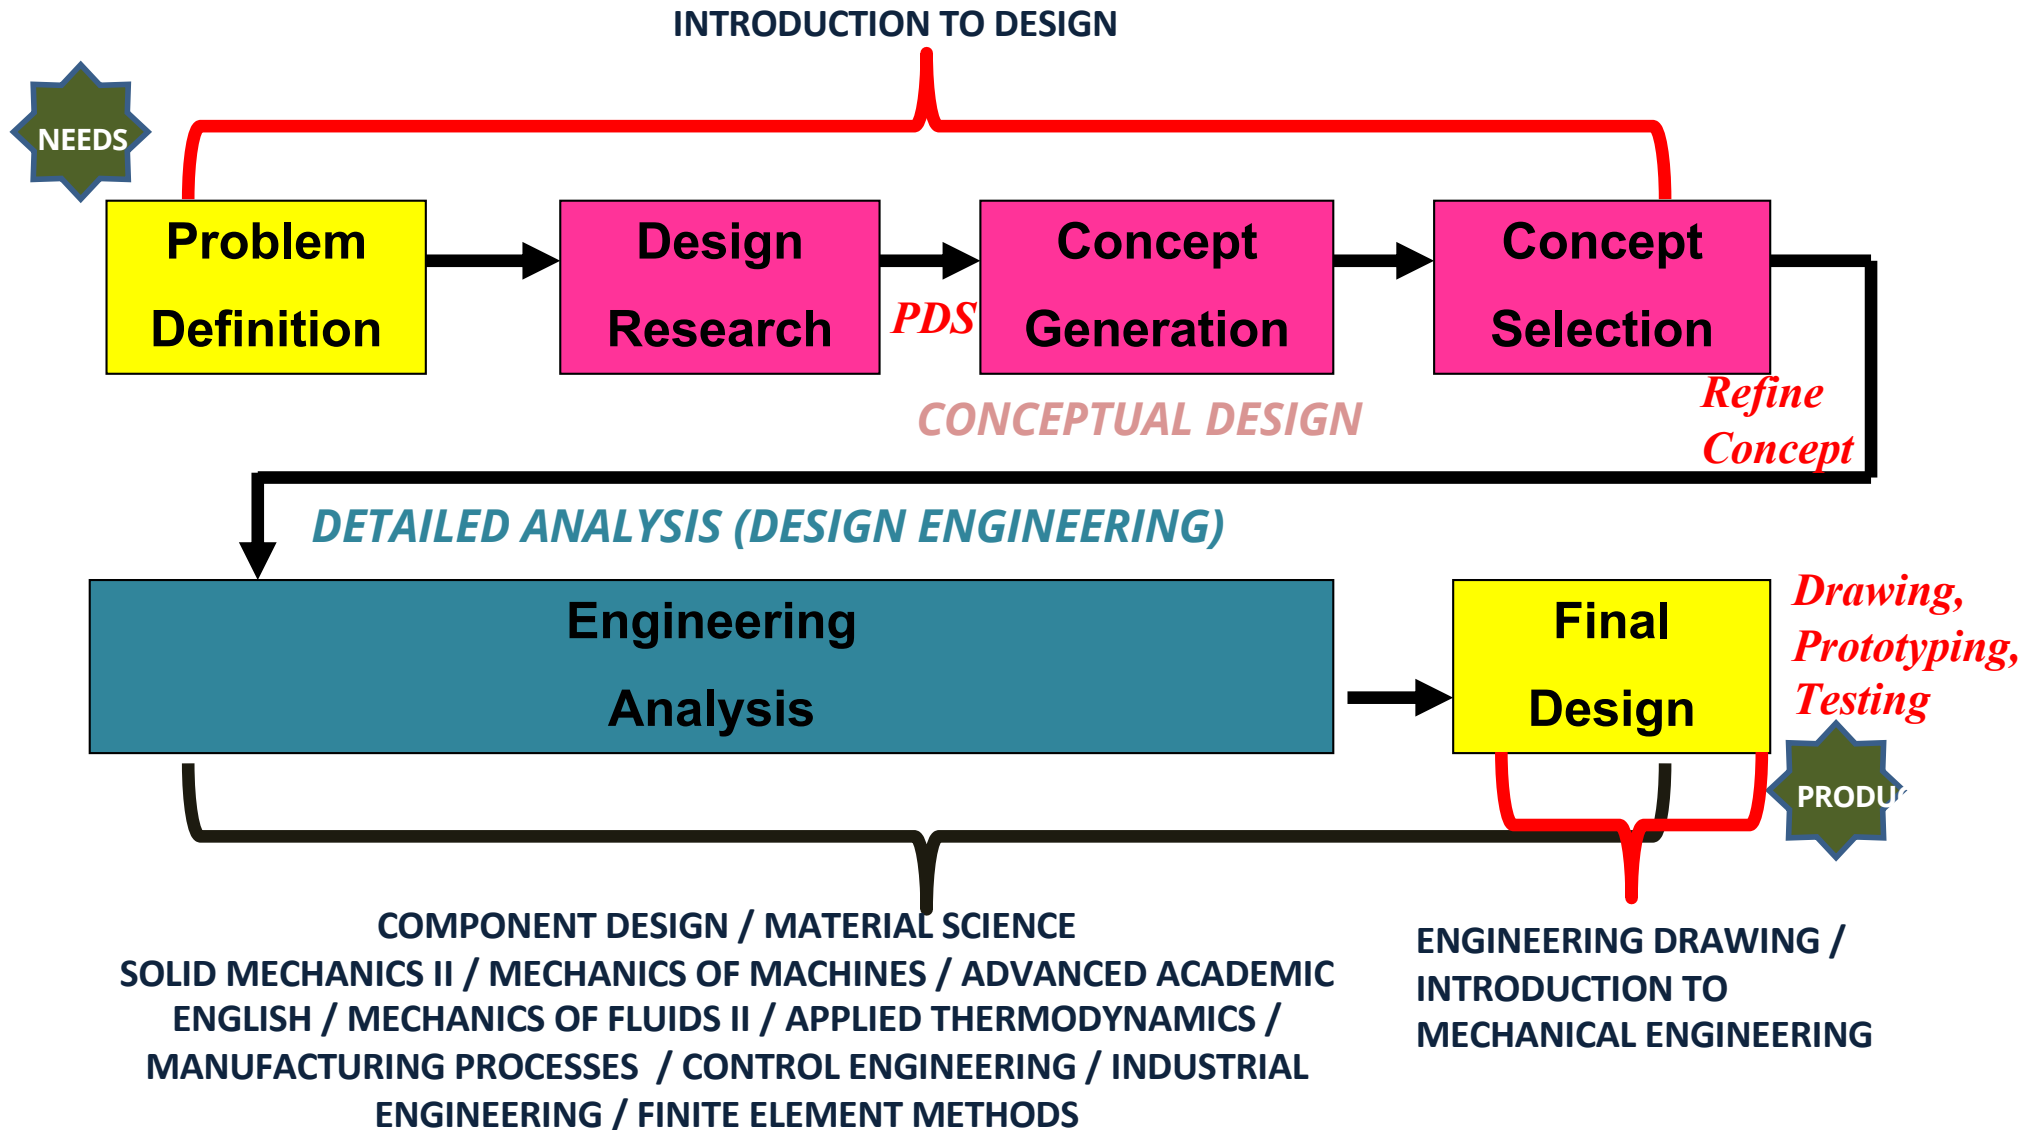 INTRODUCTION TO DESIGN
NEEDS
Problem
Definition
Design
Research
PDS
Concept
Generation
Concept
Selection
Refine
Concept
CONCEPTUAL DESIGN
DETAILED ANALYSIS (DESIGN ENGINEERING)
Engineering
Analysis
Final
Design
Drawing,
Prototyping,
Testing
PRODUC
COMPONENT DESIGN / MATERIAL SCIENCE
SOLID MECHANICS II / MECHANICS OF MACHINES / ADVANCED ACADEMIC
ENGLISH / MECHANICS OF FLUIDS II / APPLIED THERMODYNAMICS /
MANUFACTURING PROCESSES / CONTROL ENGINEERING / INDUSTRIAL
ENGINEERING / FINITE ELEMENT METHODS
ENGINEERING DRAWING /
INTRODUCTION TO
MECHANICAL ENGINEERING